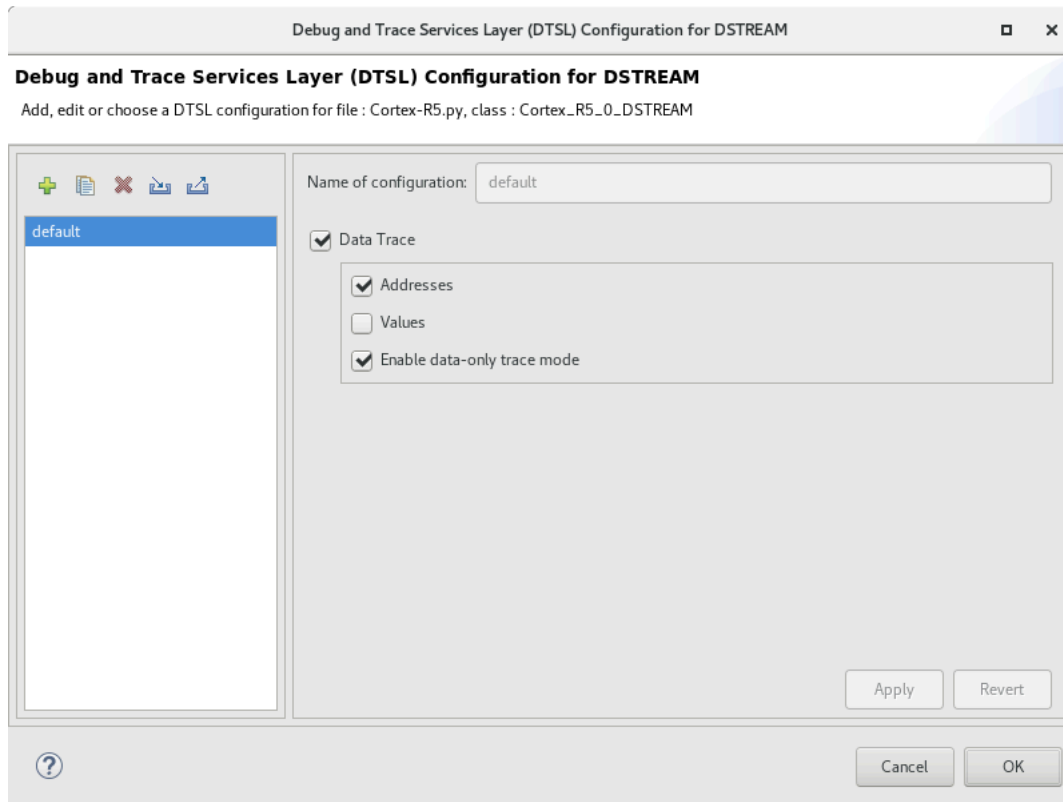 Debug and Trace Services Layer (DTSL) Configuration for DSTREAM
Debug and Trace Services Layer (DTSL) Configuration for DSTREAM
Add, edit or choose a DTSL configuration for file : Cortex-R5.py, class : Cortex_R5_0_DSTREAM
Name of configuration: default
default
Data Trace
Addresses
Values
Enable data-only trace mode
Apply Revert
Cancel OK